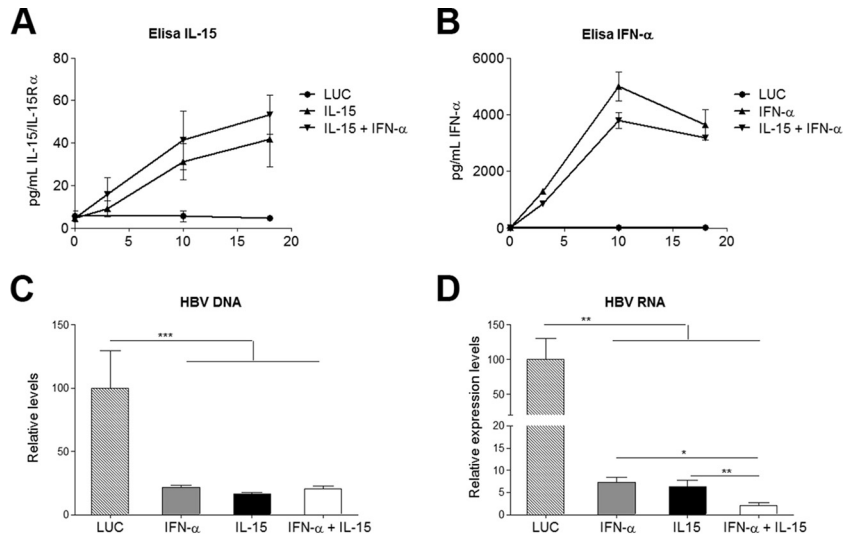 A
Elisa IL-15
pg/mL IL-15/IL-15Rα
80
60
40
20
0
0
5
10
15
20
LUC
IL-15
IL-15 + IFN-α
B
Elisa IFN-α
pg/mL IFN-α
6000
4000
2000
0
0
5
10
15
20
LUC
IFN-α
IL-15 + IFN-α
C
HBV DNA
Relative levels
150
100
50
0
***
LUC
IFN-α
IL-15
IFN-α + IL-15
D
HBV RNA
Relative expression levels
150
100
50
20
15
10
5
0
**
*
**
LUC
IFN-α
IL15
IFN-α + IL-15